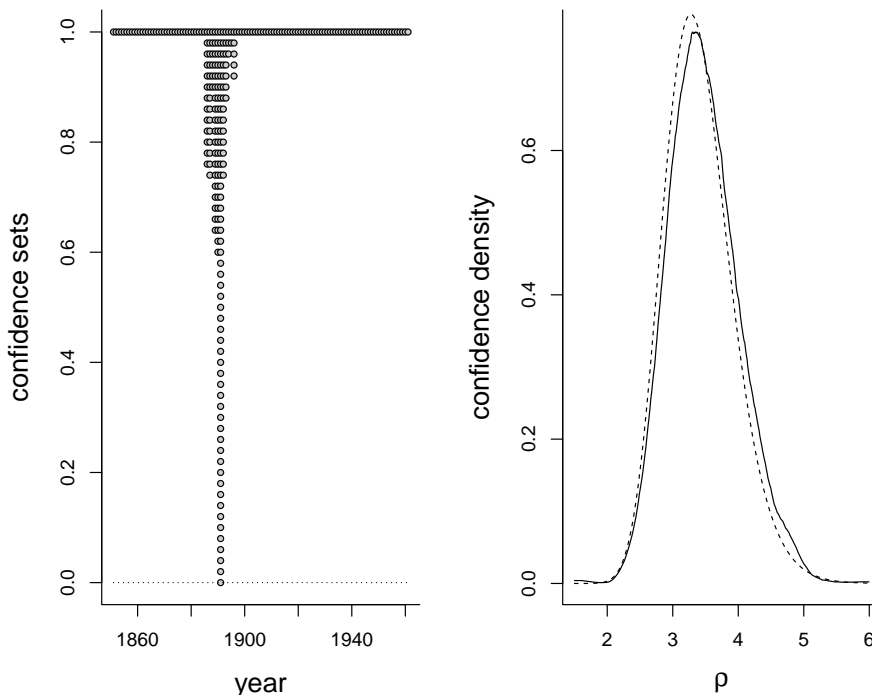 1860 1900 1940
0.0 0.2 0.4 0.6 0.8 1.0
year
confidence sets
2 3 4 5 6
0.0 0.2 0.4 0.6
ρ
confidence density